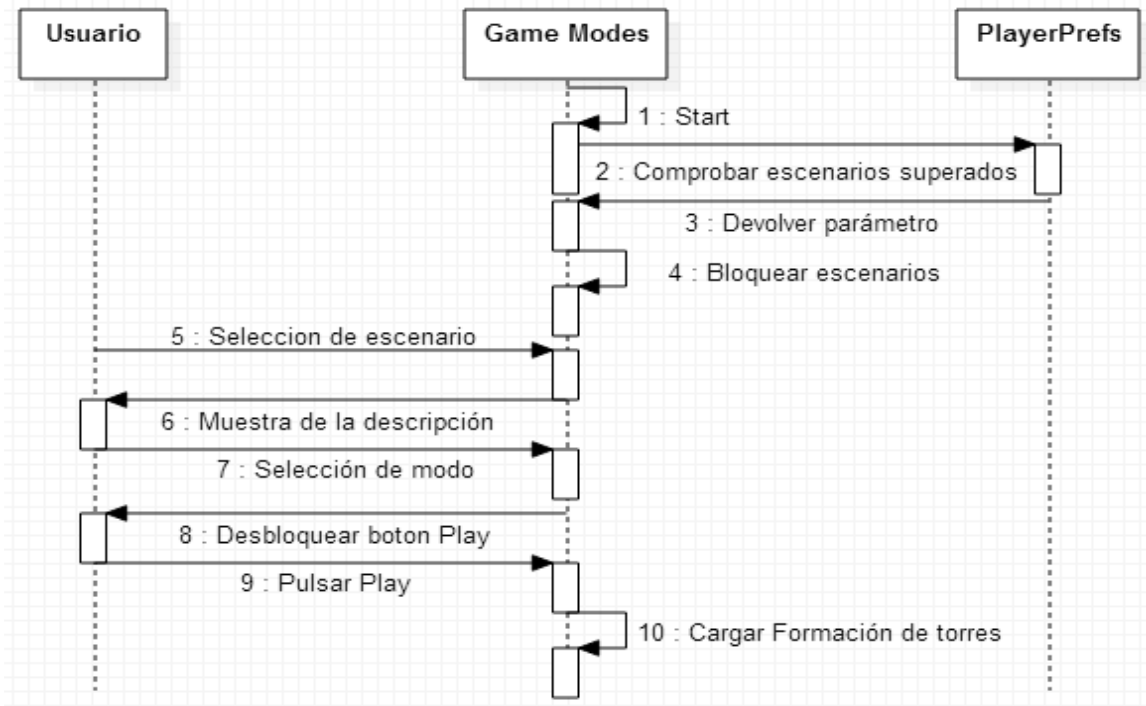 Usuario
Game Modes
PlayerPrefs
1 : Start
2 : Comprobar escenarios superados
3 : Devolver parámetro
4 : Bloquear escenarios
5 : Seleccion de escenario
6 : Muestra de la descripción
7 : Selección de modo
8 : Desbloquear boton Play
9 : Pulsar Play
10 : Cargar Formación de torres